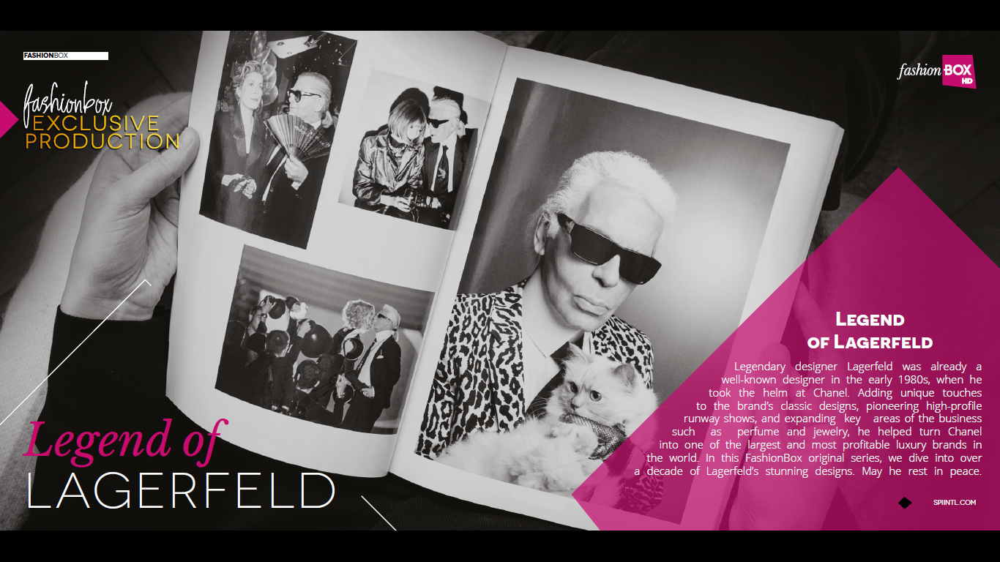 FASHIONBOX
fashionbox
EXCLUSIVE
PRODUCTION
fashion BOX
HD
Legend of
LAGERFELD
Legend
of Lagerfeld
Legendary designer Lagerfeld was already a
well-known designer in the early 1980s, when he
took the helm at Chanel. Adding unique touches
to the brand’s classic designs, pioneering high-profile
runway shows, and expanding key areas of the business
such as perfume and jewelry, he helped turn Chanel
into one of the largest and most profitable luxury brands in
the world. In this FashionBox original series, we dive into over
a decade of Lagerfeld’s stunning designs. May he rest in peace.
SPIINTL.COM